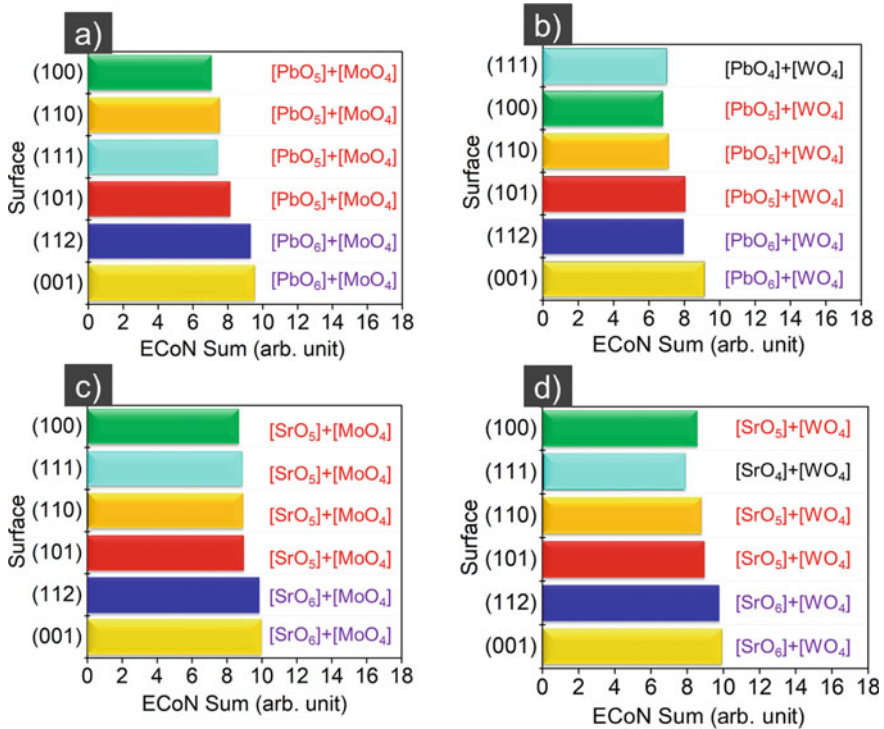 a)
Surface
(100) [PbO₅]+[MoO₄]
(110) [PbO₅]+[MoO₄]
(111) [PbO₅]+[MoO₄]
(101) [PbO₅]+[MoO₄]
(112) [PbO₆]+[MoO₄]
(001) [PbO₆]+[MoO₄]
0 2 4 6 8 10 12 14 16 18
ECoN Sum (arb. unit)
b)
Surface
(111) [PbO₄]+[WO₄]
(100) [PbO₅]+[WO₄]
(110) [PbO₅]+[WO₄]
(101) [PbO₅]+[WO₄]
(112) [PbO₆]+[WO₄]
(001) [PbO₆]+[WO₄]
0 2 4 6 8 10 12 14 16 18
ECoN Sum (arb. unit)
c)
Surface
(100) [SrO₅]+[MoO₄]
(111) [SrO₅]+[MoO₄]
(110) [SrO₅]+[MoO₄]
(101) [SrO₅]+[MoO₄]
(112) [SrO₆]+[MoO₄]
(001) [SrO₆]+[MoO₄]
0 2 4 6 8 10 12 14 16 18
ECoN Sum (arb. unit)
d)
Surface
(100) [SrO₅]+[WO₄]
(111) [SrO₄]+[WO₄]
(110) [SrO₅]+[WO₄]
(101) [SrO₅]+[WO₄]
(112) [SrO₆]+[WO₄]
(001) [SrO₆]+[WO₄]
0 2 4 6 8 10 12 14 16 18
ECoN Sum (arb. unit)